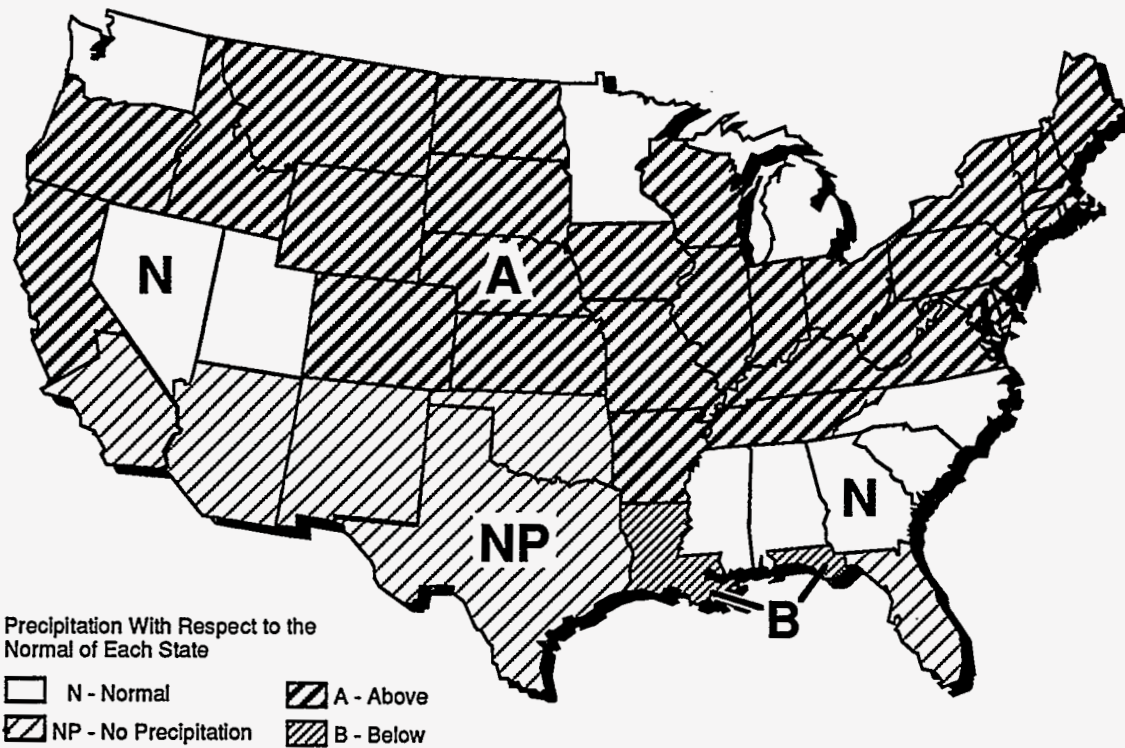 N
A
N
NP
B
Precipitation With Respect to the
Normal of Each State
N - Normal
A - Above
NP - No Precipitation
B - Below